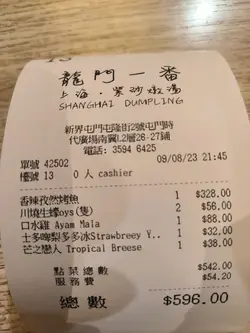 龍門一番
上海．紫砂燉湯
SHANGHAI DUMPLING
新界屯門屯隆街2號屯門時
代廣場南翼L2層26-27鋪
電話: 3594 6425
單號 42502 09/08/23 21:45
檯號 13 0 人 cashier
香辣孜然烤魚 1 $328.00
川燒生蠔oys(隻) 2 $56.00
口水雞 Ayam Mala 1 $88.00
士多啤梨多多冰Strawbreey Y.. 1 $32.00
芒之戀人 Tropical Breese 1 $38.00
點菜總數 $542.00
服務費 $54.20
總數 $596.00